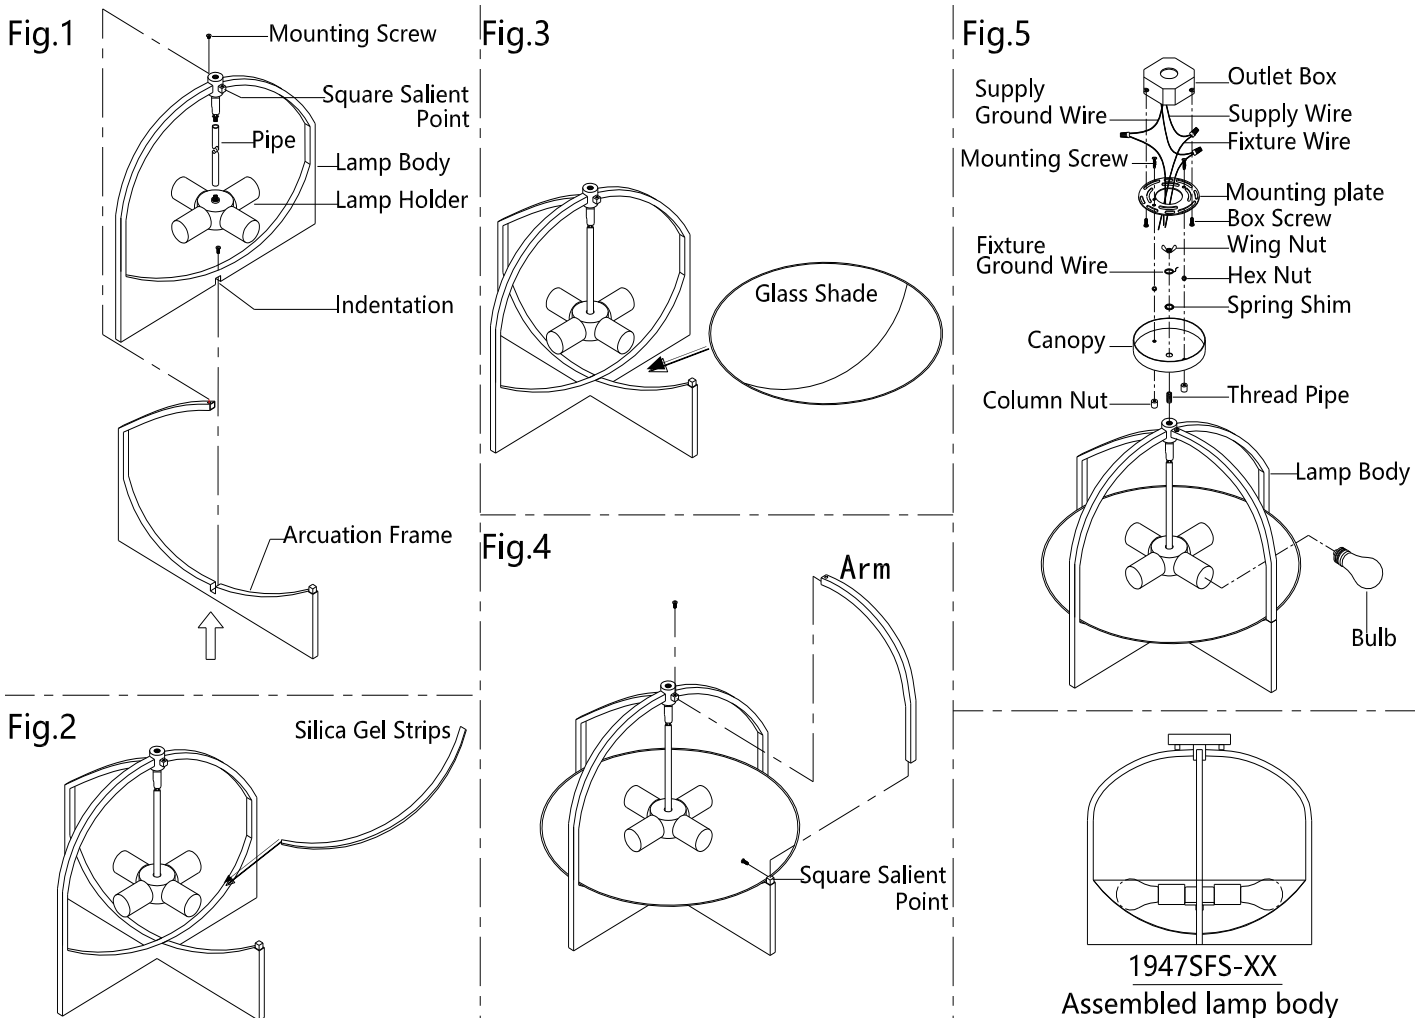 Fig.1
Mounting Screw
Square Salient
Point
Pipe
Lamp Body
Lamp Holder
Indentation
Arcuation Frame
Fig.2
Silica Gel Strips
Fig.3
Glass Shade
Fig.4
Arm
Square Salient
Point
Fig.5
Outlet Box
Supply
Ground Wire
Supply Wire
Fixture Wire
Mounting Screw
Mounting plate
Box Screw
Wing Nut
Fixture
Ground Wire
Hex Nut
Spring Shim
Canopy
Column Nut
Thread Pipe
Lamp Body
Bulb
1947SFS-XX
Assembled lamp body